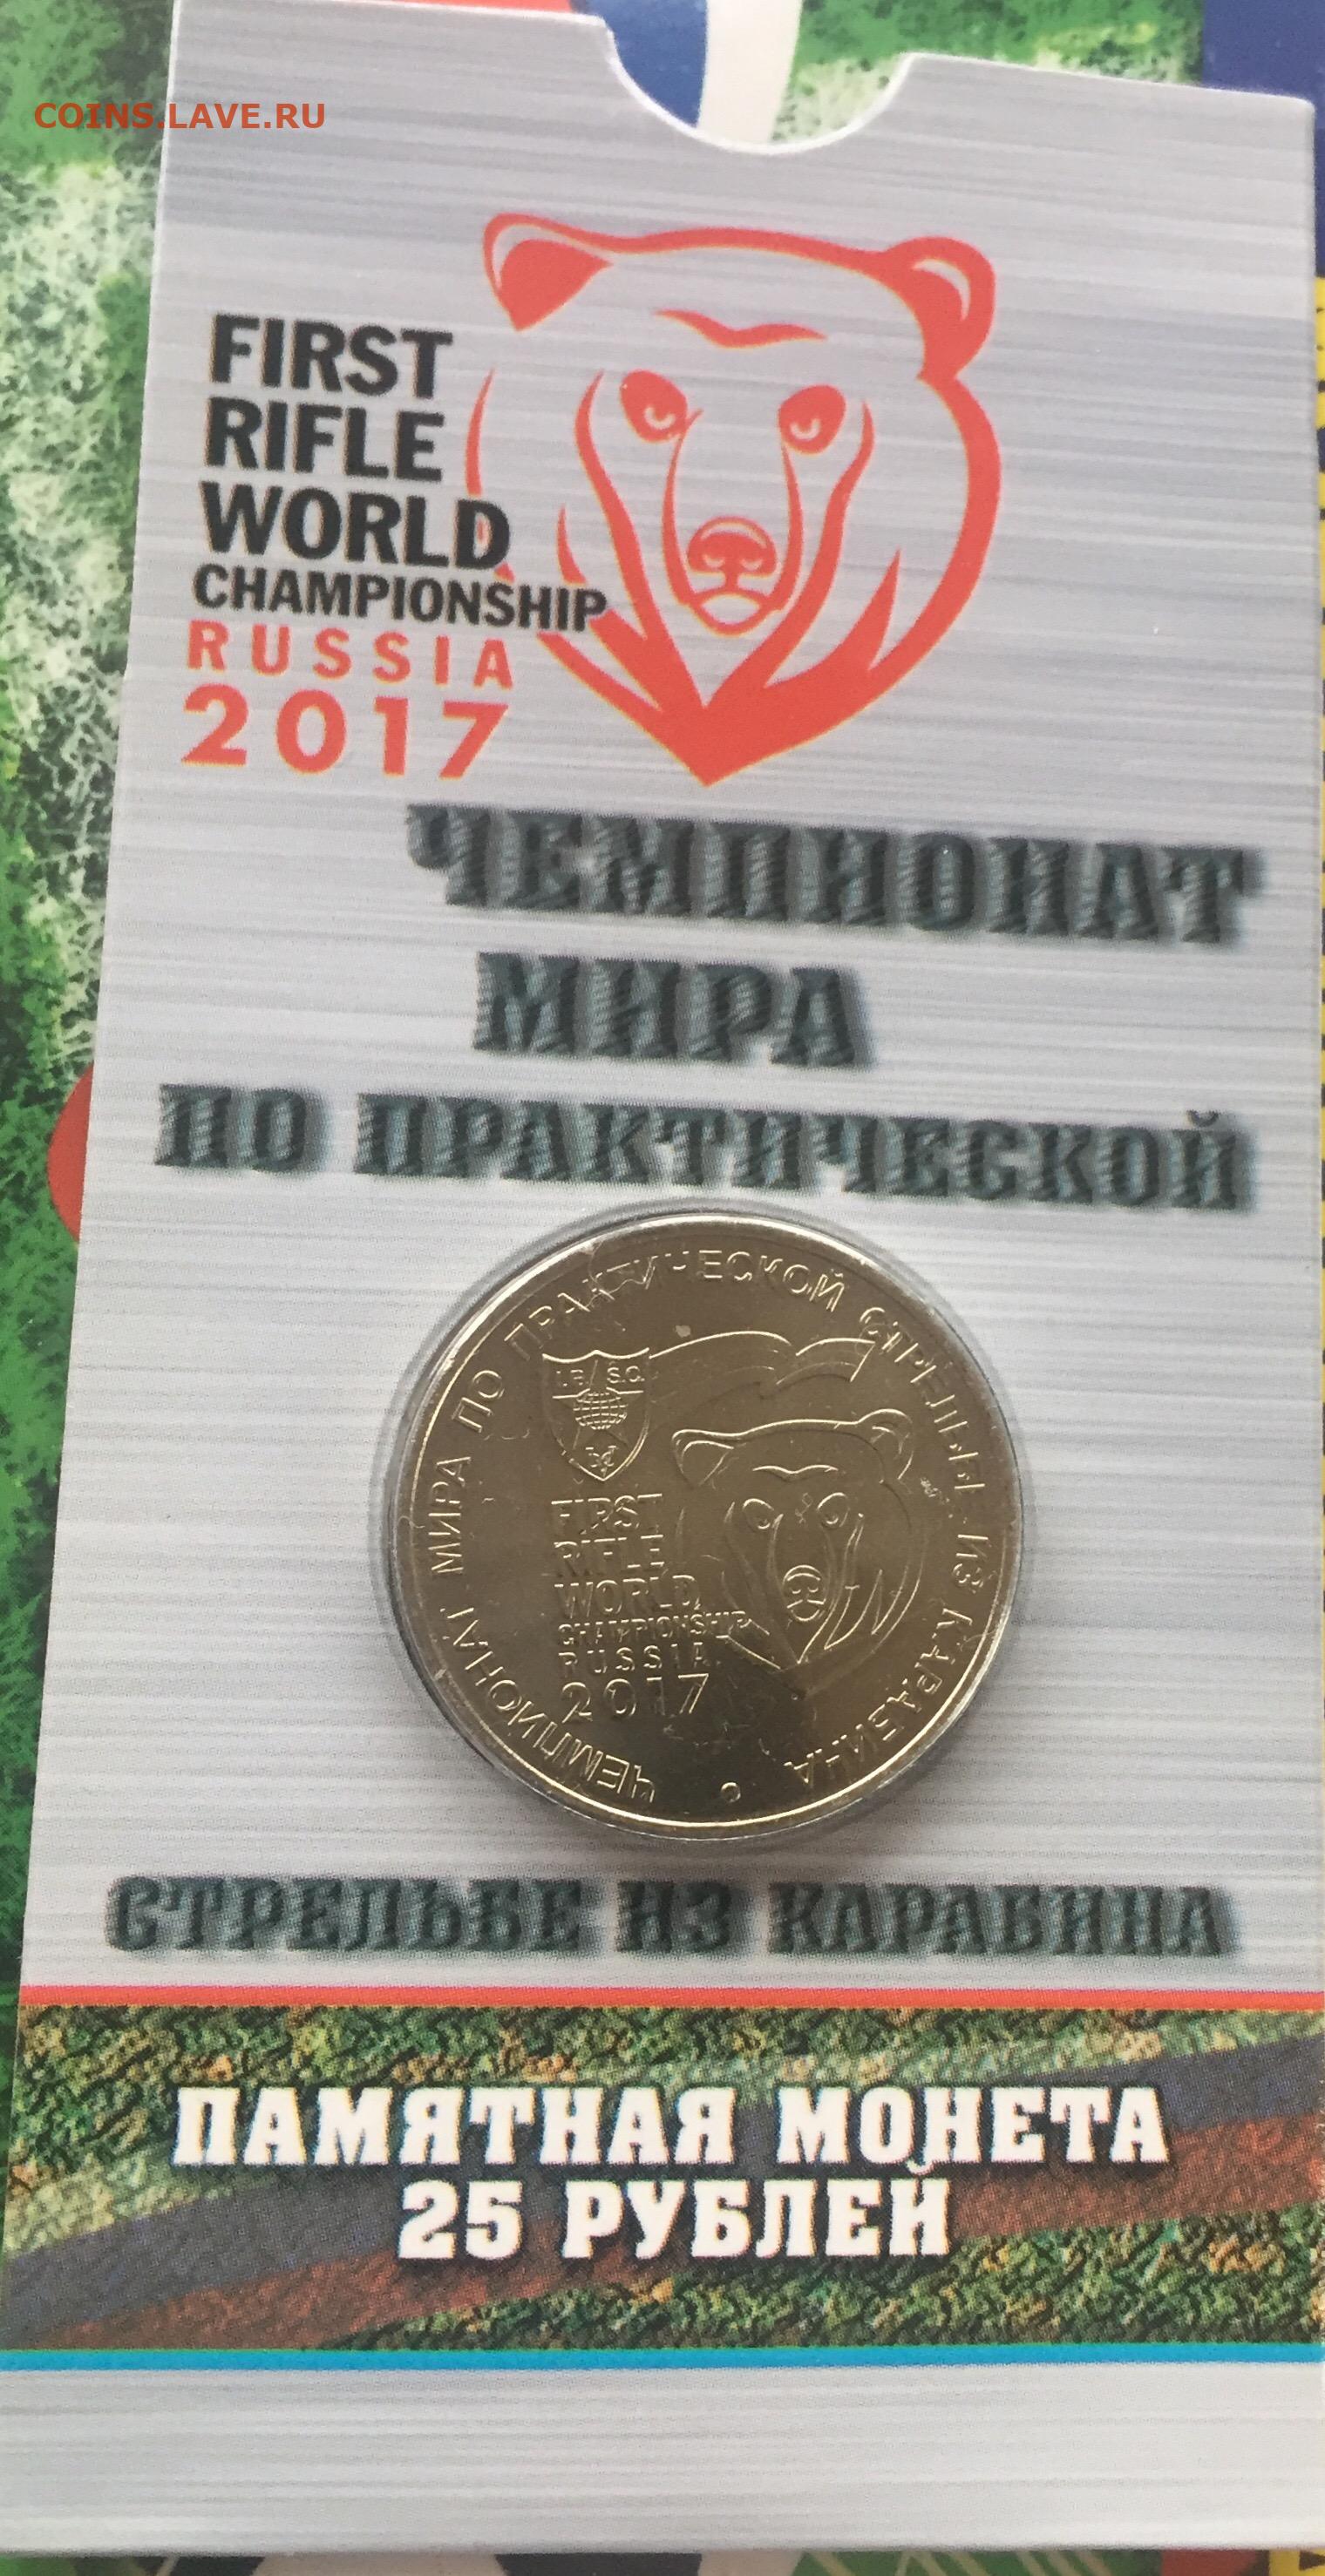 COINS.LAVE.RU
FIRST
RIFLE
WORLD
CHAMPIONSHIP
RUSSIA
2017
ЧЕМПИОНАТ
МИРА
ПО ПРАКТИЧЕСКОЙ
ЧЕМПИОНАТ МИРА ПО ПРАКТИЧЕСКОЙ СТРЕЛЬБЕ ИЗ КАРАБИНА
I.P.S.C.
FIRST
RIFLE
WORLD
CHAMPIONSHIP
RUSSIA
2017
СТРЕЛЬБЕ ИЗ КАРАБИНА
ПАМЯТНАЯ МОНЕТА
25 РУБЛЕЙ